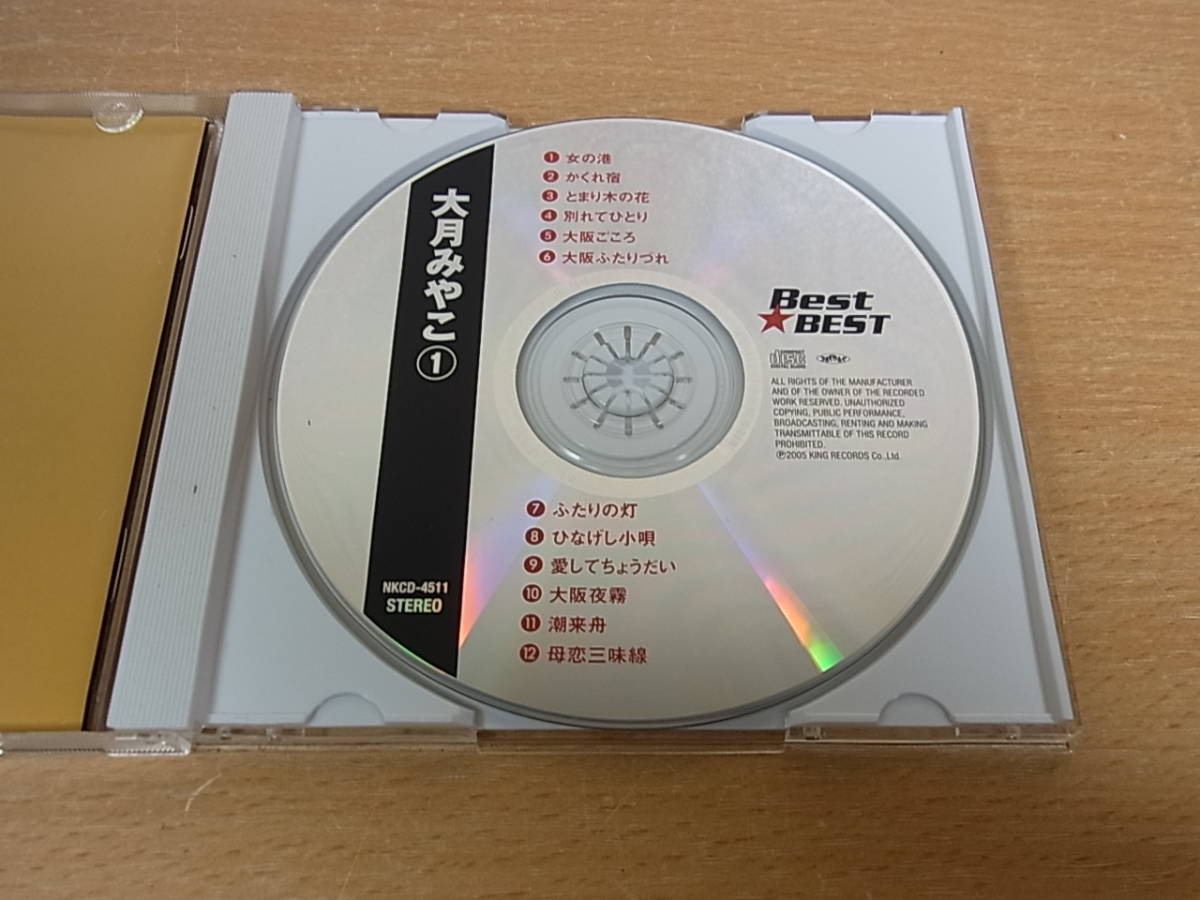 大月みやこ①
❶ 女の港
❷ かくれ宿
❸ とまり木の花
❹ 別れてひとり
❺ 大阪ごころ
❻ 大阪ふたりづれ
Best
★BEST
ALL RIGHTS OF THE MANUFACTURER
AND OF THE OWNER OF THE RECORDED
WORK RESERVED. UNAUTHORIZED
COPYING, PUBLIC PERFORMANCE,
BROADCASTING, RENTING AND MAKING
TRANSMITTABLE OF THIS RECORD
PROHIBITED.
℗2005 KING RECORDS Co.,Ltd.
❼ ふたりの灯
❽ ひなげし小唄
❾ 愛してちょうだい
❿ 大阪夜霧
⓫ 潮来舟
⓬ 母恋三味線
NKCD-4511
STEREO